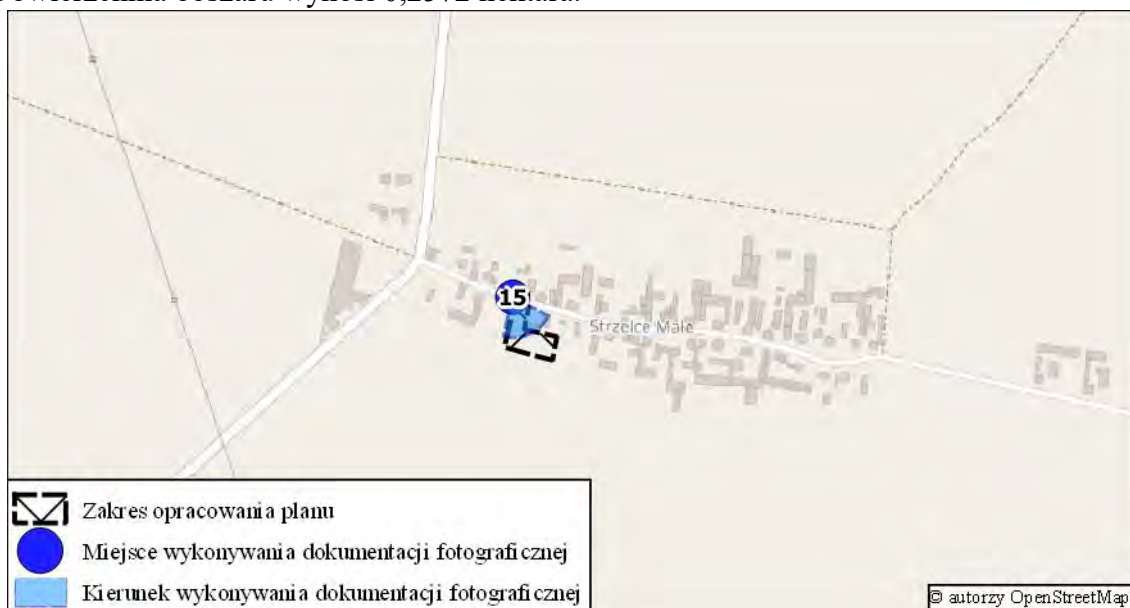 15
Strzelce Małe
Zakres opracowania planu
Miejsce wykonywania dokumentacji fotograficznej
Kierunek wykonywania dokumentacji fotograficznej
© autorzy OpenStreetMap